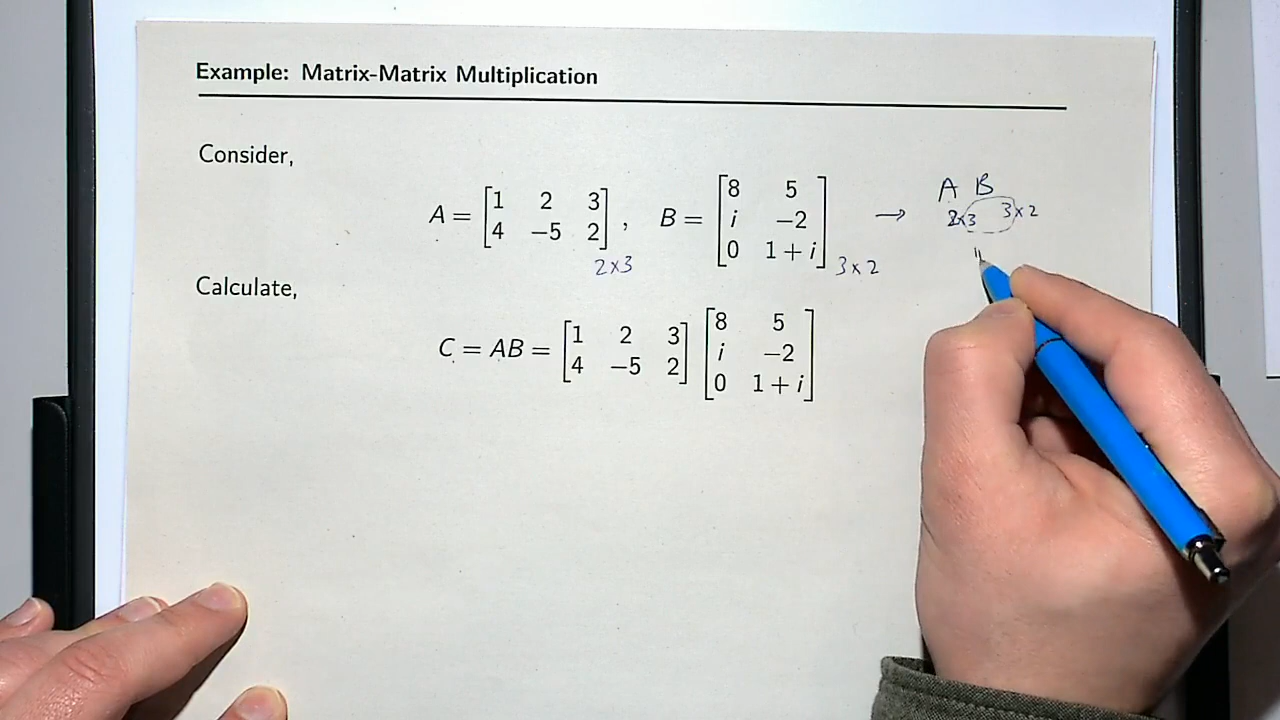 Example: Matrix-Matrix Multiplication
Consider,
A = [1 2 3; 4 −5 2], B = [8 5; i −2; 0 1 + i] → A B
2x3 3x2
2x3 3x2
Calculate,
C = AB = [1 2 3; 4 −5 2] [8 5; i −2; 0 1 + i]